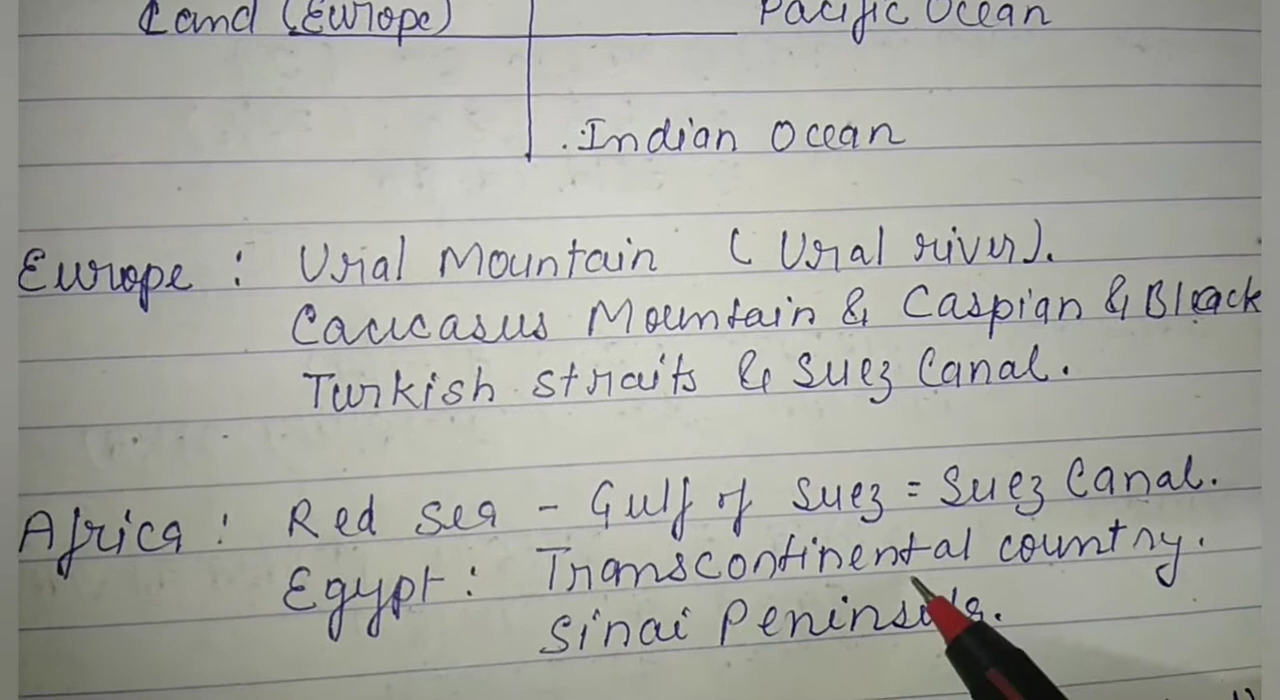 Land (Europe)
Pacific Ocean
.Indian Ocean
Europe : Urial Mountain ( Ural river).
Caucasus Mountain & Caspian & Black
Turkish straits & Suez Canal.
Africa : Red sea - Gulf of Suez = Suez Canal.
Egypt : Transcontinental country.
Sinai Peninsula.